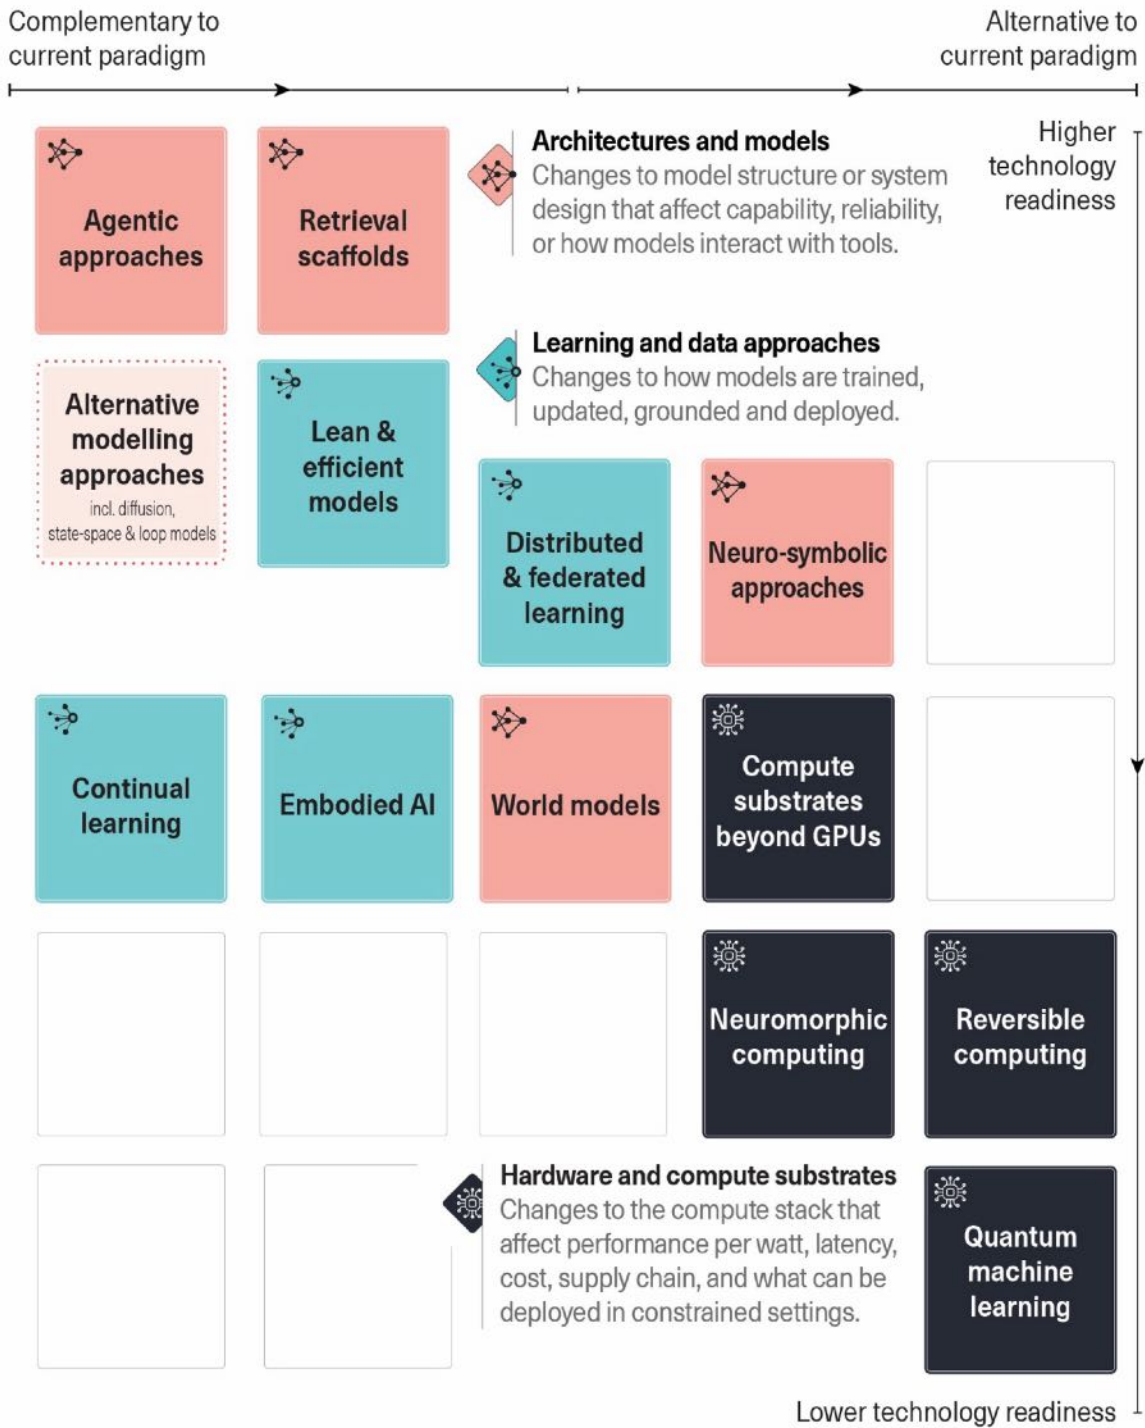 Complementary to
current paradigm
Alternative to
current paradigm
Higher
technology
readiness
Agentic
approaches
Retrieval
scaffolds
Architectures and models
Changes to model structure or system
design that affect capability, reliability,
or how models interact with tools.
Learning and data approaches
Changes to how models are trained,
updated, grounded and deployed.
Alternative
modelling
approaches
incl. diffusion,
state-space & loop models
Lean &
efficient
models
Distributed
& federated
learning
Neuro-symbolic
approaches
Continual
learning
Embodied AI
World models
Compute
substrates
beyond GPUs
Neuromorphic
computing
Reversible
computing
Hardware and compute substrates
Changes to the compute stack that
affect performance per watt, latency,
cost, supply chain, and what can be
deployed in constrained settings.
Quantum
machine
learning
Lower technology readiness